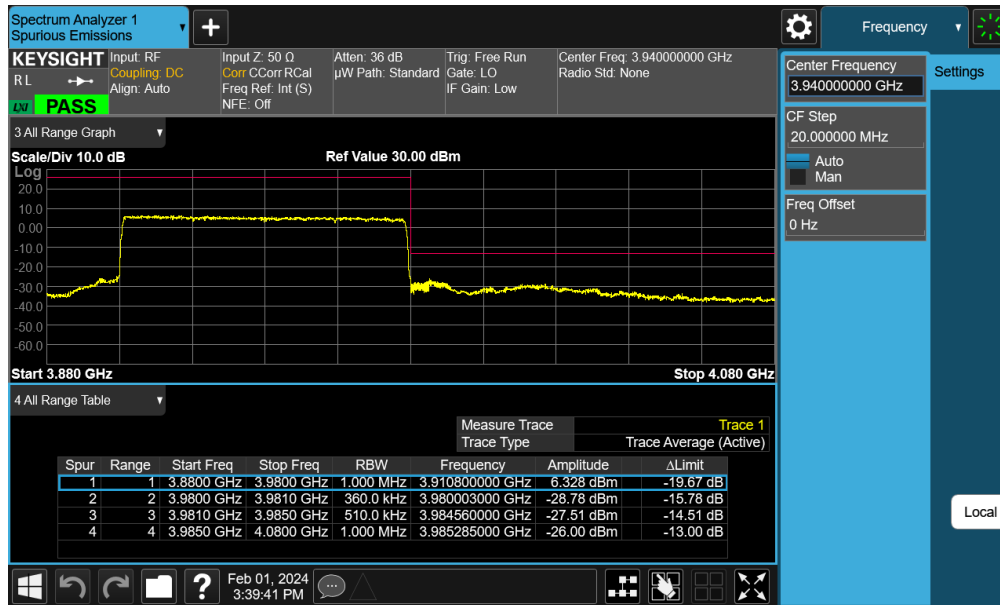 Spectrum Analyzer 1
Spurious Emissions
+
Frequency
KEYSIGHT
RL
LXI
PASS
Input: RF
Coupling: DC
Align: Auto
Input Z: 50 Ω
Corr CCorr RCal
Freq Ref: Int (S)
NFE: Off
Atten: 36 dB
µW Path: Standard
Trig: Free Run
Gate: LO
IF Gain: Low
Center Freq: 3.940000000 GHz
Radio Std: None
Center Frequency
3.940000000 GHz
Settings
CF Step
20.000000 MHz
Auto
Man
Freq Offset
0 Hz
3 All Range Graph
Scale/Div 10.0 dB
Ref Value 30.00 dBm
Log
20.0
10.0
0.00
-10.0
-20.0
-30.0
-40.0
-50.0
-60.0
Start 3.880 GHz
Stop 4.080 GHz
4 All Range Table
Measure Trace Trace 1
Trace Type Trace Average (Active)
Spur Range Start Freq Stop Freq RBW Frequency Amplitude ΔLimit
1 1 3.8800 GHz 3.9800 GHz 1.000 MHz 3.910800000 GHz 6.328 dBm -19.67 dB
2 2 3.9800 GHz 3.9810 GHz 360.0 kHz 3.980003000 GHz -28.78 dBm -15.78 dB
3 3 3.9810 GHz 3.9850 GHz 510.0 kHz 3.984560000 GHz -27.51 dBm -14.51 dB
4 4 3.9850 GHz 4.0800 GHz 1.000 MHz 3.985285000 GHz -26.00 dBm -13.00 dB
Local
?
Feb 01, 2024
3:39:41 PM